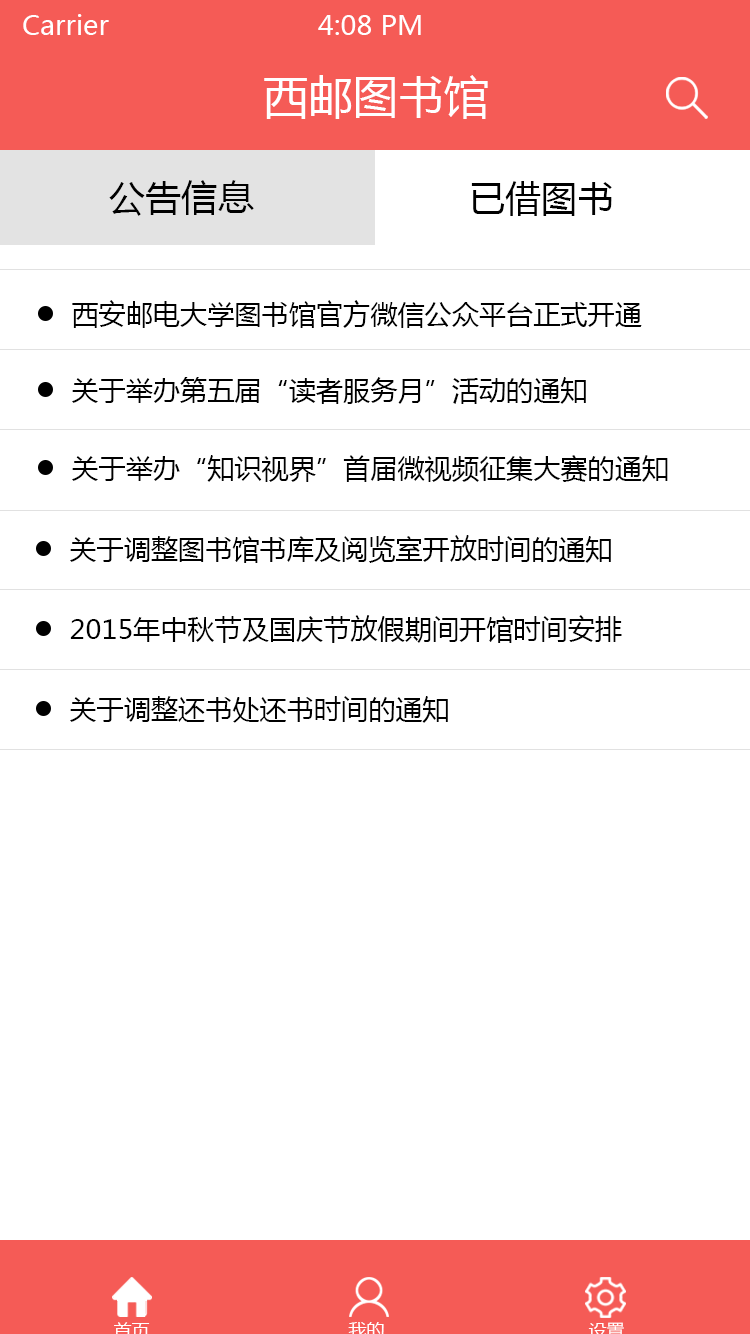 Carrier 4:08 PM
西邮图书馆
公告信息 已借图书
西安邮电大学图书馆官方微信公众平台正式开通
关于举办第五届“读者服务月”活动的通知
关于举办“知识视界”首届微视频征集大赛的通知
关于调整图书馆书库及阅览室开放时间的通知
2015年中秋节及国庆节放假期间开馆时间安排
关于调整还书处还书时间的通知
首页 我的 设置